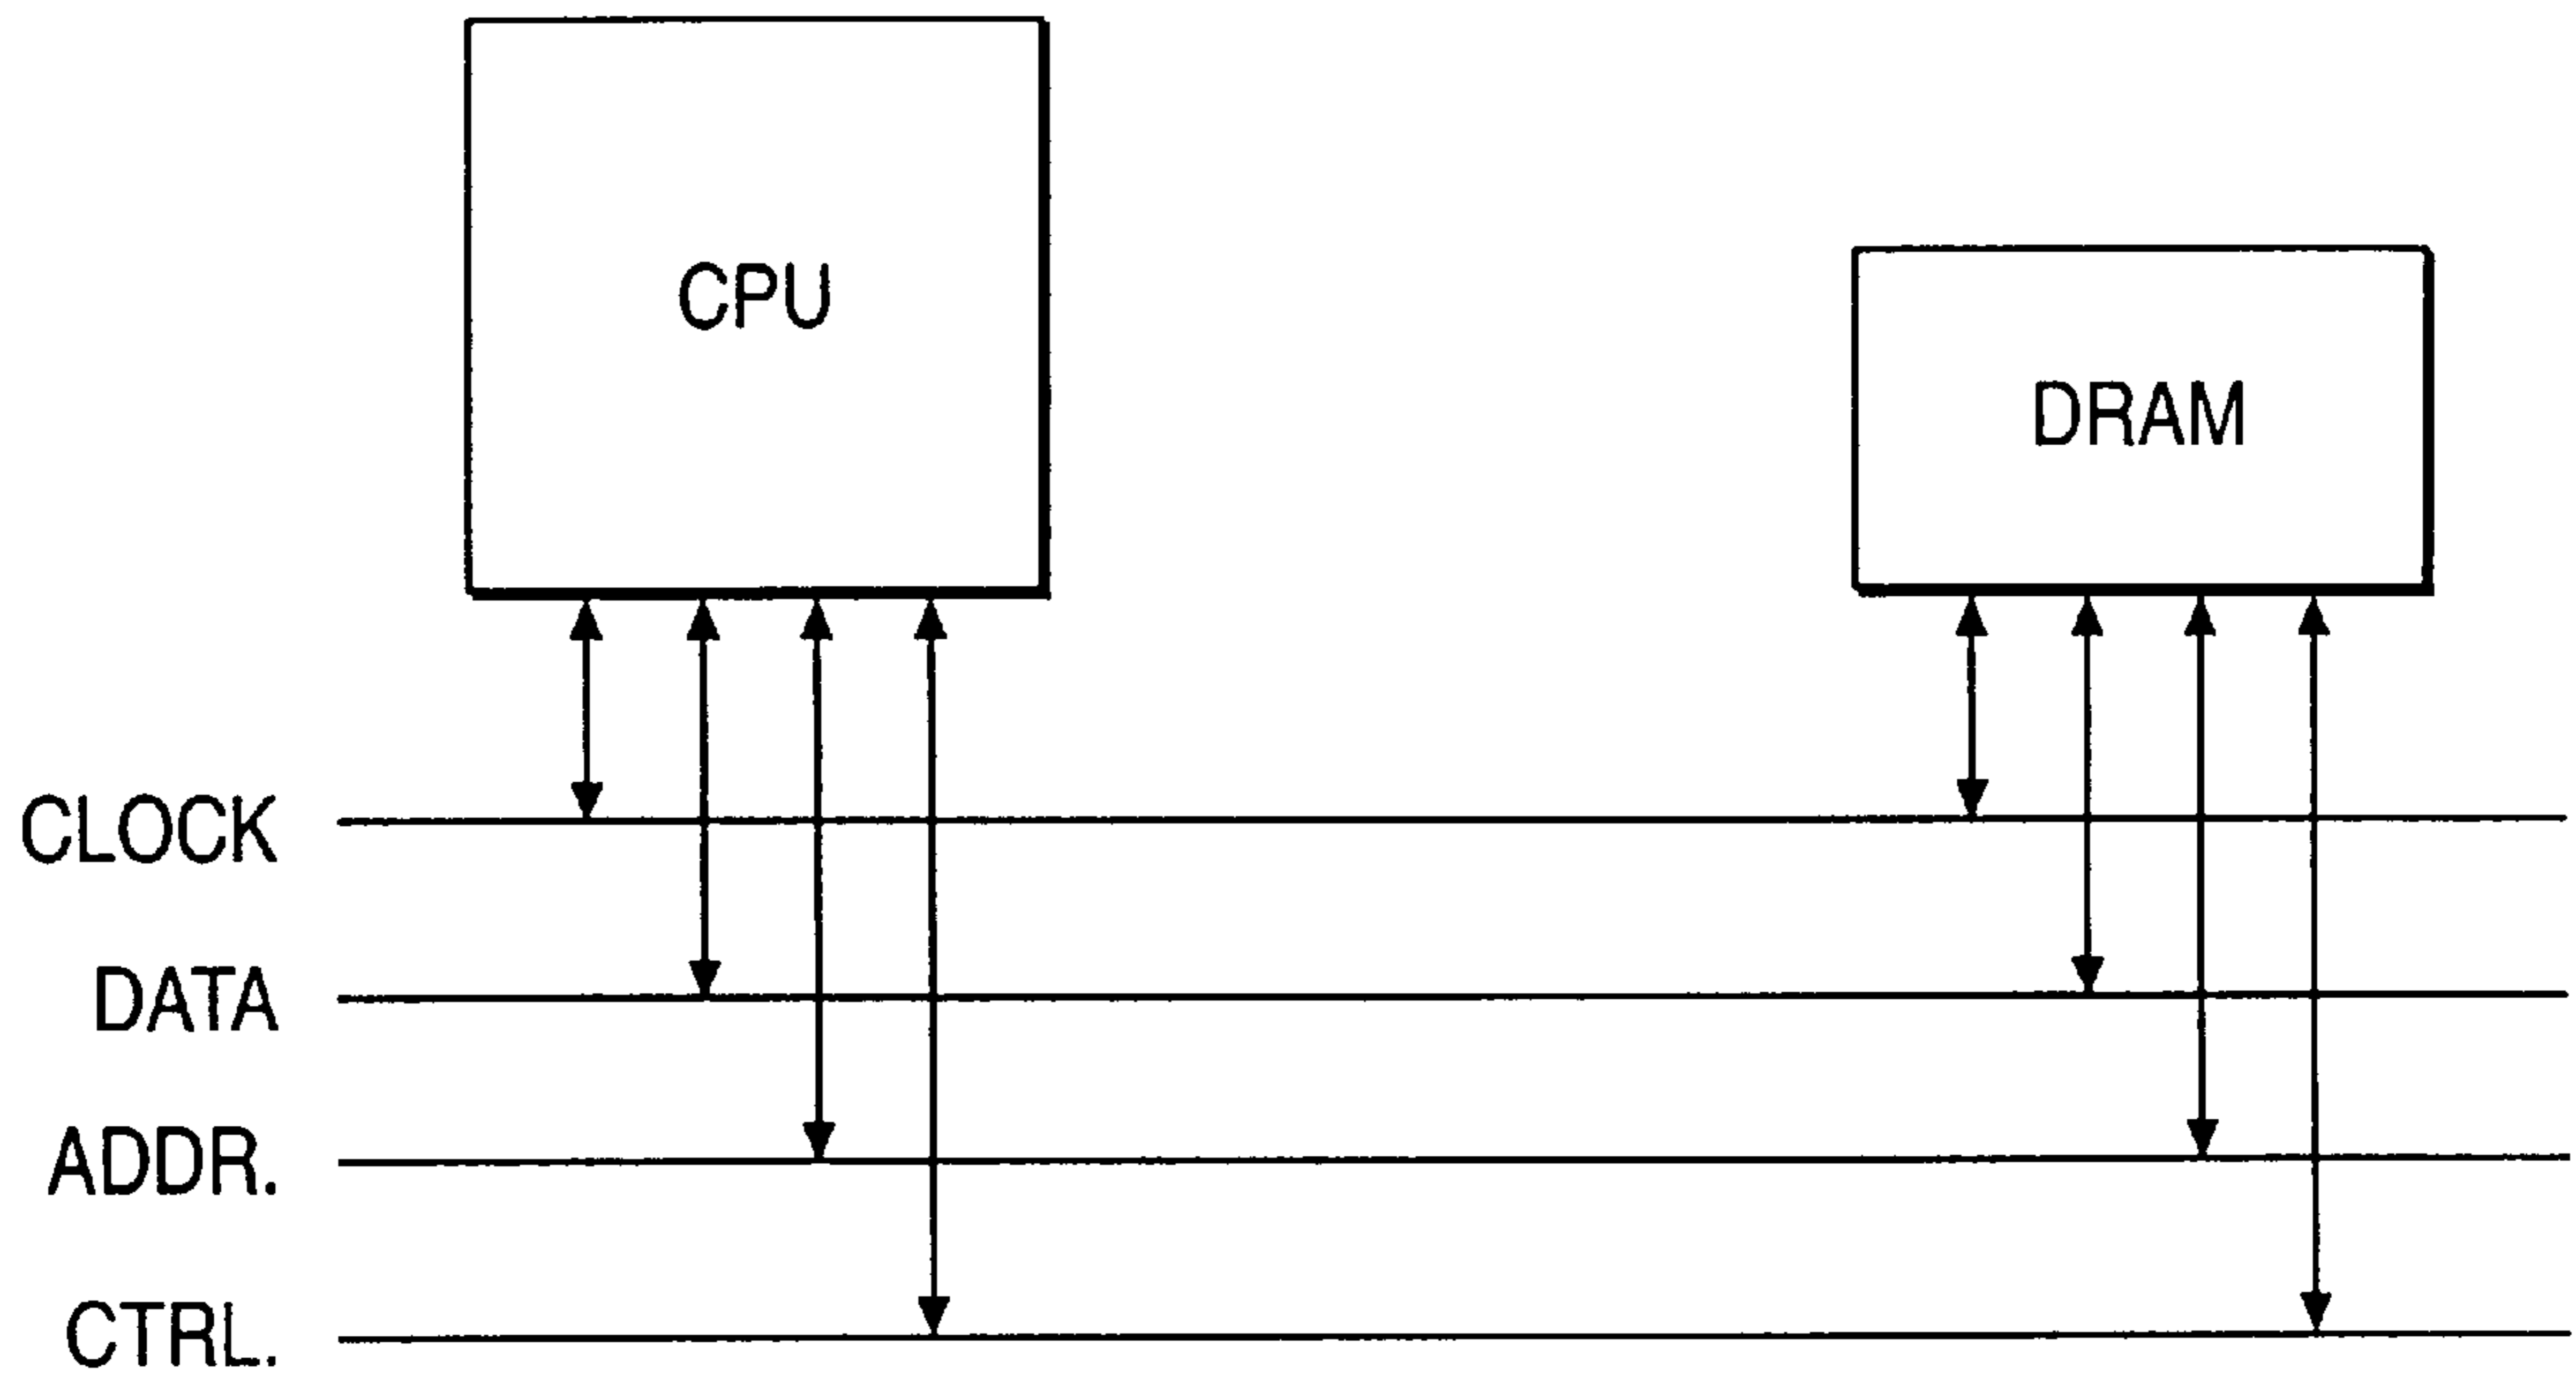 CPU
DRAM
CLOCK
DATA
ADDR.
CTRL.